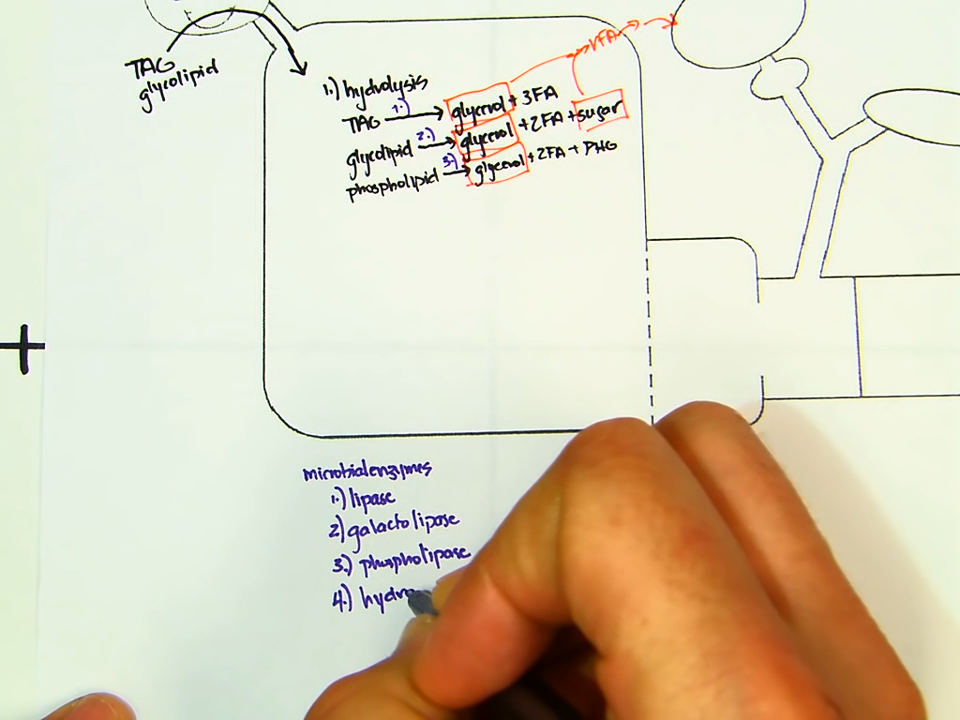 TAG
glycolipid
1.) hydrolysis
TAG 1.) glycerol + 3FA
glycolipid 2.) glycerol + 2FA + sugar
phospholipid 3.) glycerol + 2FA +
VFA
microbial enzymes
1.) lipase
2.) galactolipase
3.) phospholipase
4.) hydro